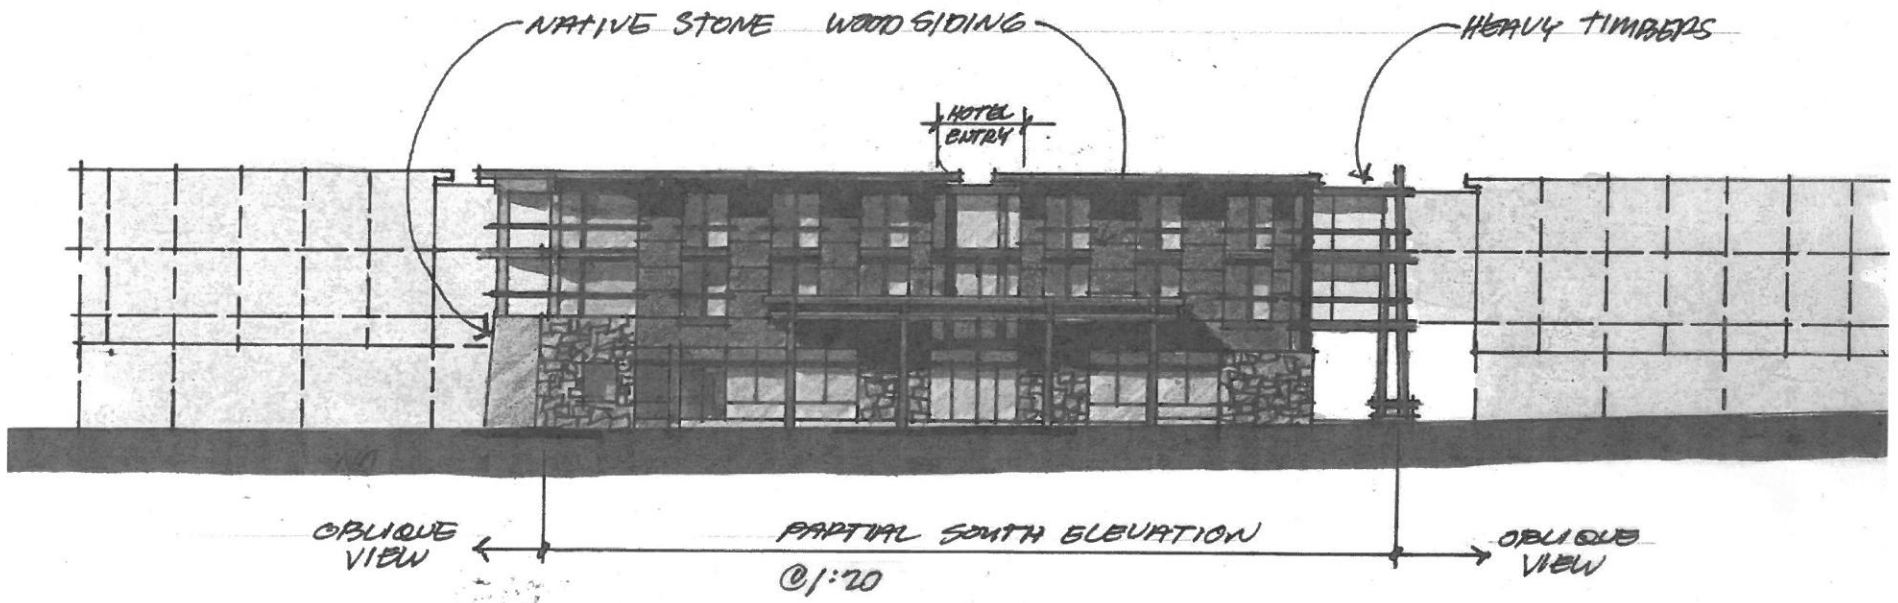 NATIVE STONE WOOD SIDING HEAVY TIMBERS
HOTEL
ENTRY
OBLIQUE
VIEW
PARTIAL SOUTH ELEVATION
@1:20
OBLIQUE
VIEW